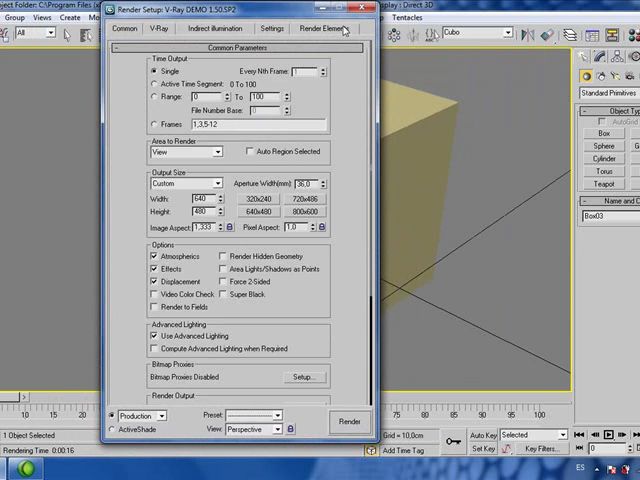 oject Folder: C:\Program Files (x
Render Setup: V-Ray DEMO 1.50.SP2
Display : Direct 3D
All
Cubo
Common
V-Ray
Indirect illumination
Settings
Render Elements
Common Parameters
Time Output
Single
Every Nth Frame:
1
Active Time Segment:
0 To 100
Range:
0
To
100
File Number Base:
0
Frames
1,3,5-12
Area to Render
View
Auto Region Selected
Output Size
Custom
Aperture Width(mm):
36,0
Width:
640
320x240
720x486
Height:
480
640x480
800x600
Image Aspect:
1,333
Pixel Aspect:
1,0
Options
Atmospherics
Render Hidden Geometry
Effects
Area Lights/Shadows as Points
Displacement
Force 2-Sided
Video Color Check
Super Black
Render to Fields
Advanced Lighting
Use Advanced Lighting
Compute Advanced Lighting when Required
Bitmap Proxies
Bitmap Proxies Disabled
Setup...
Render Output
Production
Preset:
ActiveShade
View:
Perspective
Render
Standard Primitives
Object Typ
AutoGrid
Box
Sphere
Ge
Cylinder
Torus
Teapot
Name and C
Box03
10
20
30
40
75
80
85
90
95
100
1 Object Selected
Grid = 10,0cm
Auto Key
Selected
Rendering Time 0:00:16
Add Time Tag
Set Key
Key Filters...
0
ES